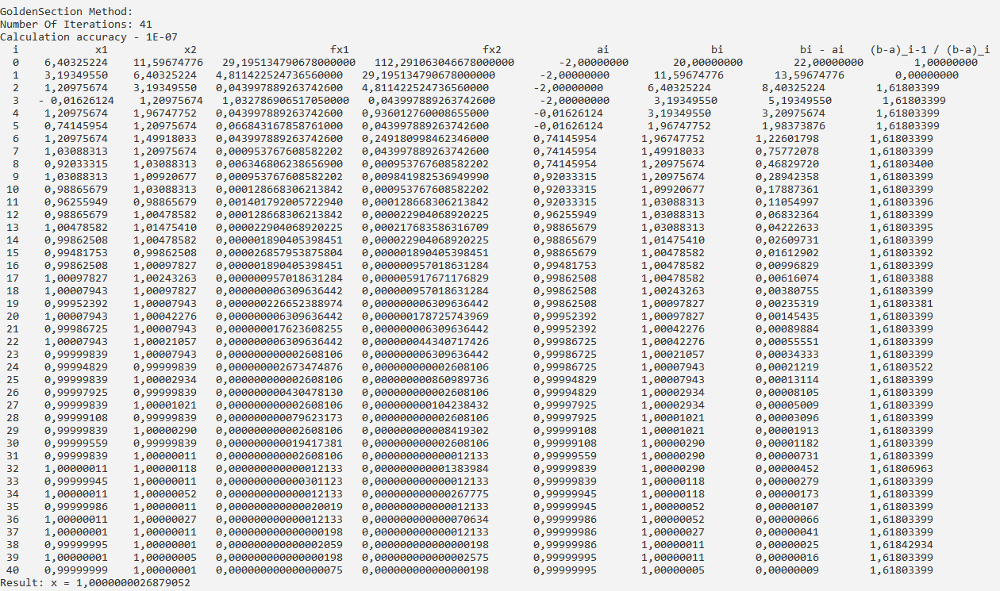 GoldenSection Method:
Number Of Iterations: 41
Calculation accuracy - 1E-07
i x1 x2 fx1 fx2 ai bi bi - ai (b-a)_i-1 / (b-a)_i
0 6,40325224 11,59674776 29,195134790678000000 112,291063046678000000 -2,00000000 20,00000000 22,00000000 1,00000000
1 3,19349550 6,40325224 4,811422524736560000 29,195134790678000000 -2,00000000 11,59674776 13,59674776 0,00000000
2 1,20975674 3,19349550 0,043997889263742600 4,811422524736560000 -2,00000000 6,40325224 8,40325224 1,61803399
3 - 0,01626124 1,20975674 1,032786906517050000 0,043997889263742600 -2,00000000 3,19349550 5,19349550 1,61803399
4 1,20975674 1,96747752 0,043997889263742600 0,936012760008655000 -0,01626124 3,19349550 3,20975674 1,61803399
5 0,74145954 1,20975674 0,066843167858761000 0,043997889263742600 -0,01626124 1,96747752 1,98373876 1,61803399
6 1,20975674 1,49918033 0,043997889263742600 0,249180998462346000 0,74145954 1,96747752 1,22601798 1,61803399
7 1,03088313 1,20975674 0,000953767608582202 0,043997889263742600 0,74145954 1,49918033 0,75772078 1,61803399
8 0,92033315 1,03088313 0,006346806238656900 0,000953767608582202 0,74145954 1,20975674 0,46829720 1,61803400
9 1,03088313 1,09920677 0,000953767608582202 0,009841982536949990 0,92033315 1,20975674 0,28942358 1,61803399
10 0,98865679 1,03088313 0,000128668306213842 0,000953767608582202 0,92033315 1,09920677 0,17887361 1,61803399
11 0,96255949 0,98865679 0,001401792005722940 0,000128668306213842 0,92033315 1,03088313 0,11054997 1,61803396
12 0,98865679 1,00478582 0,000128668306213842 0,000022904068920225 0,96255949 1,03088313 0,06832364 1,61803399
13 1,00478582 1,01475410 0,000022904068920225 0,000217683586316709 0,98865679 1,03088313 0,04222633 1,61803395
14 0,99862508 1,00478582 0,000001890405398451 0,000022904068920225 0,98865679 1,01475410 0,02609731 1,61803399
15 0,99481753 0,99862508 0,000026857953875804 0,000001890405398451 0,98865679 1,00478582 0,01612902 1,61803392
16 0,99862508 1,00097827 0,000001890405398451 0,000000957018631284 0,99481753 1,00478582 0,00996829 1,61803399
17 1,00097827 1,00243263 0,000000957018631284 0,000005917671176829 0,99862508 1,00478582 0,00616074 1,61803388
18 1,00007943 1,00097827 0,000000006309636442 0,000000957018631284 0,99862508 1,00243263 0,00380755 1,61803399
19 0,99952392 1,00007943 0,000000226652388974 0,000000006309636442 0,99862508 1,00097827 0,00235319 1,61803381
20 1,00007943 1,00042276 0,000000006309636442 0,000000178725743969 0,99952392 1,00097827 0,00145435 1,61803399
21 0,99986725 1,00007943 0,000000017623608255 0,000000006309636442 0,99952392 1,00042276 0,00089884 1,61803399
22 1,00007943 1,00021057 0,000000006309636442 0,000000044340717426 0,99986725 1,00042276 0,00055551 1,61803399
23 0,99999839 1,00007943 0,000000000002608106 0,000000006309636442 0,99986725 1,00021057 0,00034333 1,61803399
24 0,99994829 0,99999839 0,000000002673474876 0,000000000002608106 0,99986725 1,00007943 0,00021219 1,61803522
25 0,99999839 1,00002934 0,000000000002608106 0,000000000860989736 0,99994829 1,00007943 0,00013114 1,61803399
26 0,99997925 0,99999839 0,000000000430478130 0,000000000002608106 0,99994829 1,00002934 0,00008105 1,61803399
27 0,99999839 1,00001021 0,000000000002608106 0,000000000104238432 0,99997925 1,00002934 0,00005009 1,61803399
28 0,99999108 0,99999839 0,000000000079623173 0,000000000002608106 0,99997925 1,00001021 0,00003096 1,61803399
29 0,99999839 1,00000290 0,000000000002608106 0,000000000008419302 0,99999108 1,00001021 0,00001913 1,61803399
30 0,99999559 0,99999839 0,000000000019417381 0,000000000002608106 0,99999108 1,00000290 0,00001182 1,61803399
31 0,99999839 1,00000011 0,000000000002608106 0,000000000000012133 0,99999559 1,00000290 0,00000731 1,61803399
32 1,00000011 1,00000118 0,000000000000012133 0,000000000001383984 0,99999839 1,00000290 0,00000452 1,61806963
33 0,99999945 1,00000011 0,000000000000301123 0,000000000000012133 0,99999839 1,00000118 0,00000279 1,61803399
34 1,00000011 1,00000052 0,000000000000012133 0,000000000000267775 0,99999945 1,00000118 0,00000173 1,61803399
35 0,99999986 1,00000011 0,000000000000020019 0,000000000000012133 0,99999945 1,00000052 0,00000107 1,61803399
36 1,00000011 1,00000027 0,000000000000012133 0,000000000000070634 0,99999986 1,00000052 0,00000066 1,61803399
37 1,00000001 1,00000011 0,000000000000000198 0,000000000000012133 0,99999986 1,00000027 0,00000041 1,61803399
38 0,99999995 1,00000001 0,000000000000002059 0,000000000000000198 0,99999986 1,00000011 0,00000025 1,61842934
39 1,00000001 1,00000005 0,000000000000000198 0,000000000000002575 0,99999995 1,00000011 0,00000016 1,61803399
40 0,99999999 1,00000001 0,000000000000000075 0,000000000000000198 0,99999995 1,00000005 0,00000009 1,61803399
Result: x = 1,0000000026879052